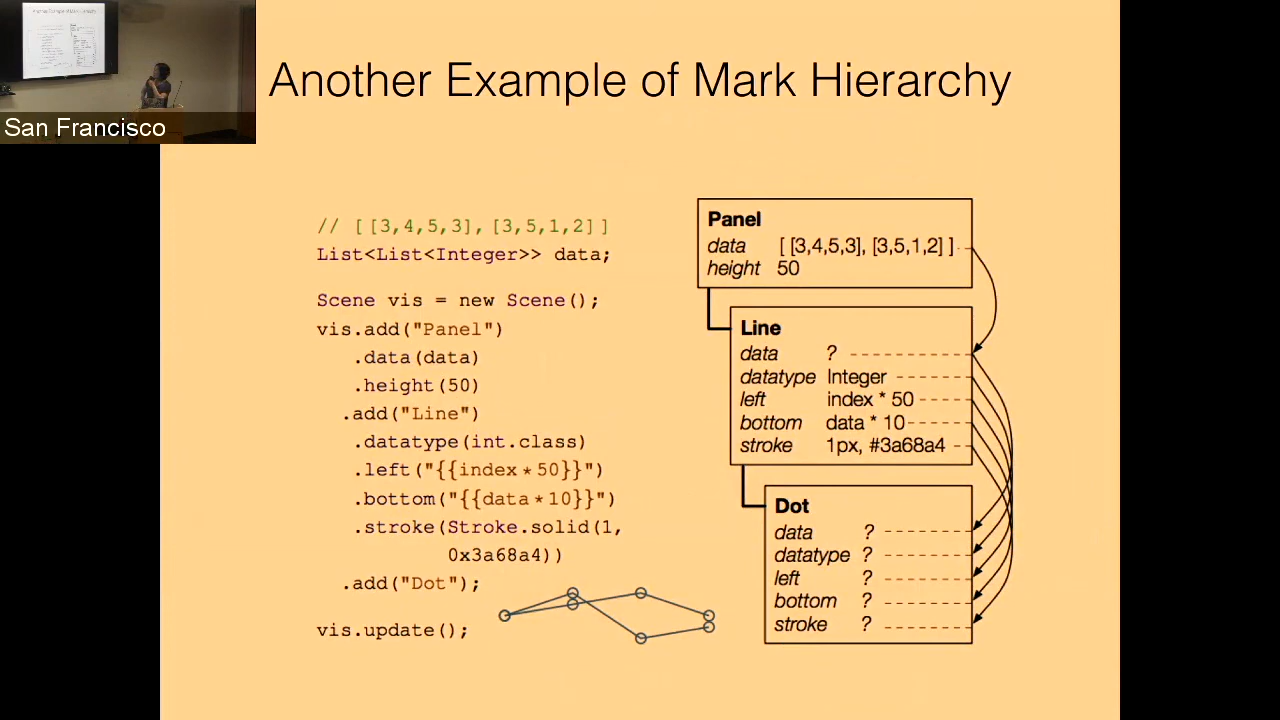 San Francisco
Another Example of Mark Hierarchy
// [ [3,4,5,3], [3,5,1,2] ]
List<List<Integer>> data;
Scene vis = new Scene();
vis.add("Panel")
.data(data)
.height(50)
.add("Line")
.datatype(int.class)
.left("{{index*50}}")
.bottom("{{data*10}}")
.stroke(Stroke.solid(1,
0x3a68a4))
.add("Dot");
vis.update();
Panel
data [ [3,4,5,3], [3,5,1,2] ]
height 50
Line
data ?
datatype Integer
left index * 50
bottom data * 10
stroke 1px, #3a68a4
Dot
data ?
datatype ?
left ?
bottom ?
stroke ?